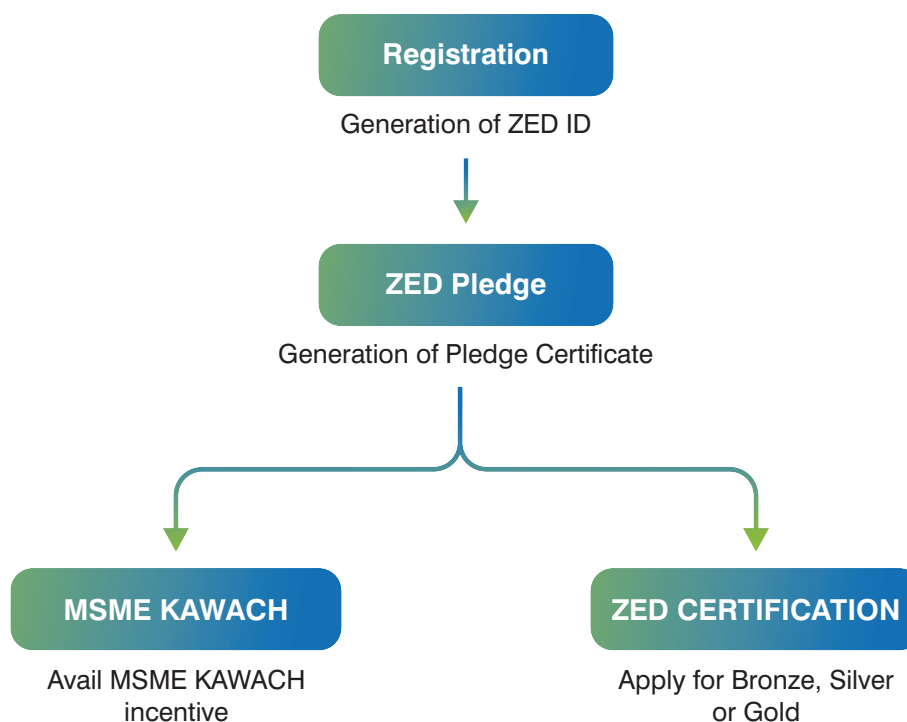 Registration
Generation of ZED ID
ZED Pledge
Generation of Pledge Certificate
MSME KAWACH
Avail MSME KAWACH
incentive
ZED CERTIFICATION
Apply for Bronze, Silver
or Gold